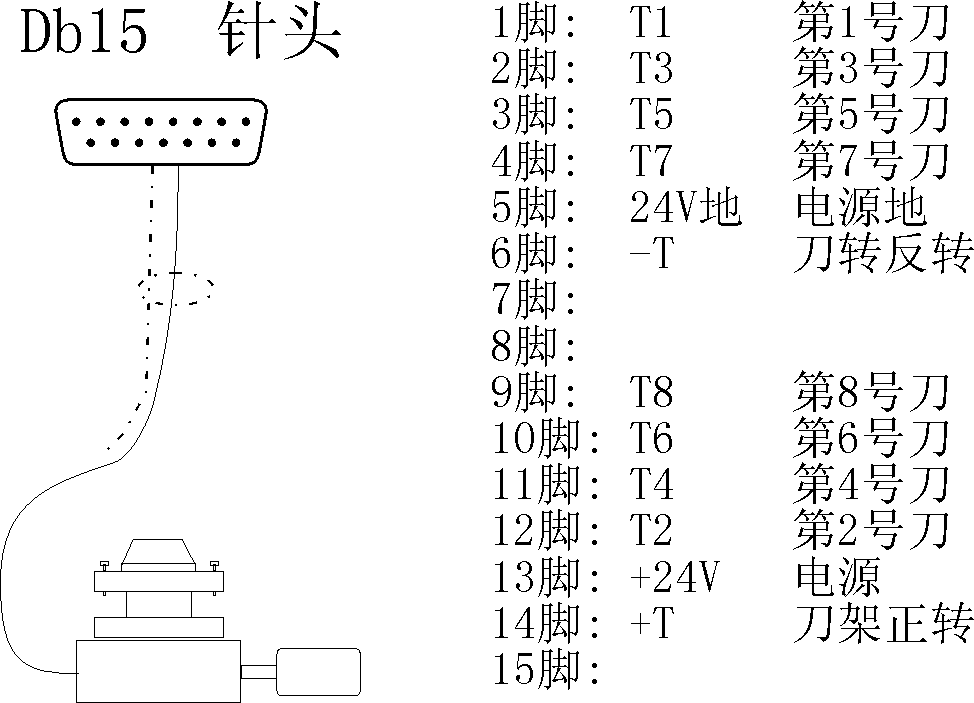 Db15 针头
1脚: T1 第1号刀
2脚: T3 第3号刀
3脚: T5 第5号刀
4脚: T7 第7号刀
5脚: 24V地 电源地
6脚: -T 刀转反转
7脚:
8脚:
9脚: T8 第8号刀
10脚: T6 第6号刀
11脚: T4 第4号刀
12脚: T2 第2号刀
13脚: +24V 电源
14脚: +T 刀架正转
15脚: